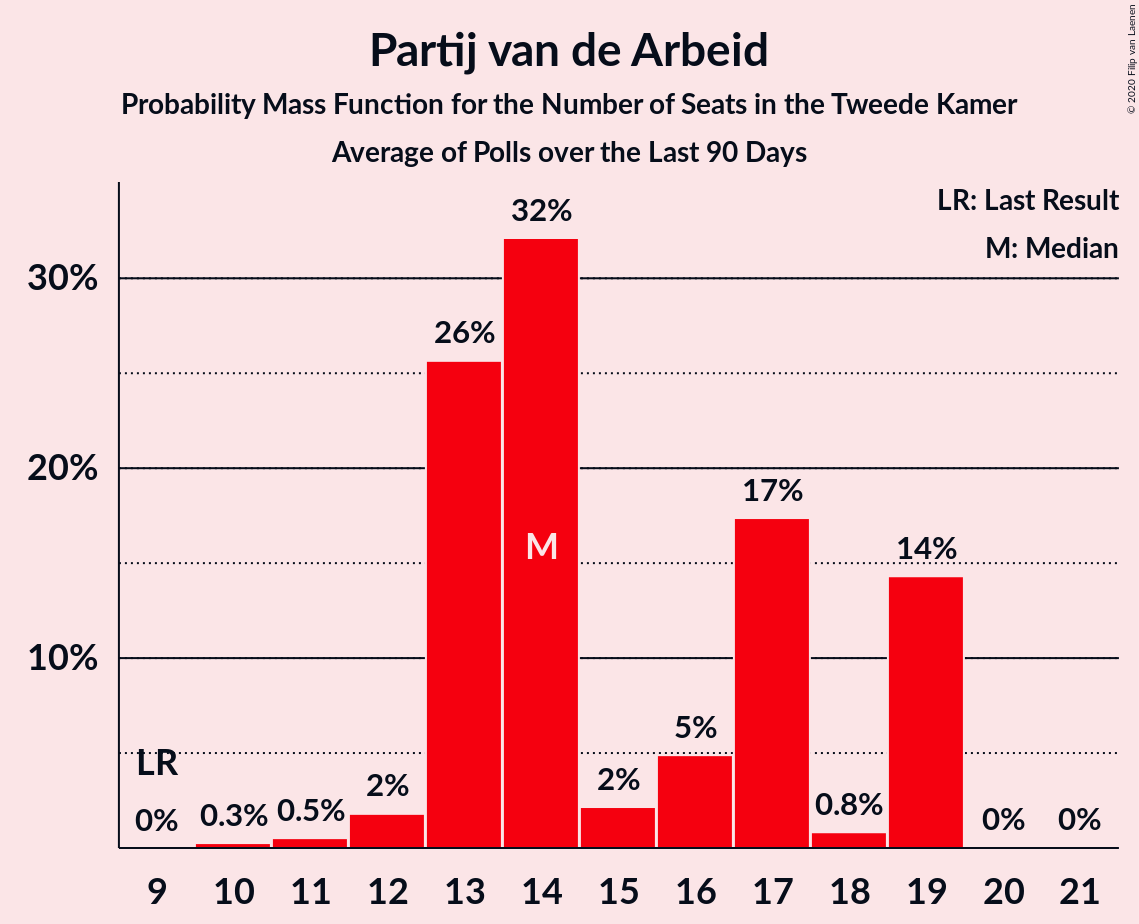 Partij van de Arbeid
Probability Mass Function for the Number of Seats in the Tweede Kamer
Average of Polls over the Last 90 Days
© 2020 Filip van Laenen
LR: Last Result
M: Median
30%
20%
10%
LR
0%
0.3%
0.5%
2%
26%
32%
M
2%
5%
17%
0.8%
14%
0%
0%
9 10 11 12 13 14 15 16 17 18 19 20 21